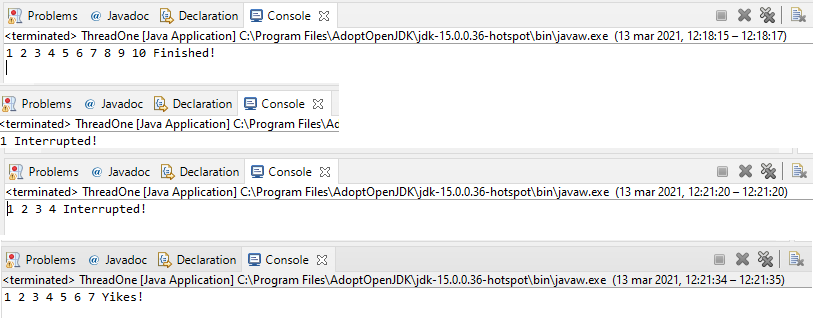 Problems @ Javadoc Declaration Console
<terminated> ThreadOne [Java Application] C:\Program Files\AdoptOpenJDK\jdk-15.0.0.36-hotspot\bin\javaw.exe (13 mar 2021, 12:18:15 – 12:18:17)
1 2 3 4 5 6 7 8 9 10 Finished!
Problems @ Javadoc Declaration Console
<terminated> ThreadOne [Java Application] C:\Program Files\Ado
1 Interrupted!
Problems @ Javadoc Declaration Console
<terminated> ThreadOne [Java Application] C:\Program Files\AdoptOpenJDK\jdk-15.0.0.36-hotspot\bin\javaw.exe (13 mar 2021, 12:21:20 – 12:21:20)
1 2 3 4 Interrupted!
Problems @ Javadoc Declaration Console
<terminated> ThreadOne [Java Application] C:\Program Files\AdoptOpenJDK\jdk-15.0.0.36-hotspot\bin\javaw.exe (13 mar 2021, 12:21:34 – 12:21:35)
1 2 3 4 5 6 7 Yikes!